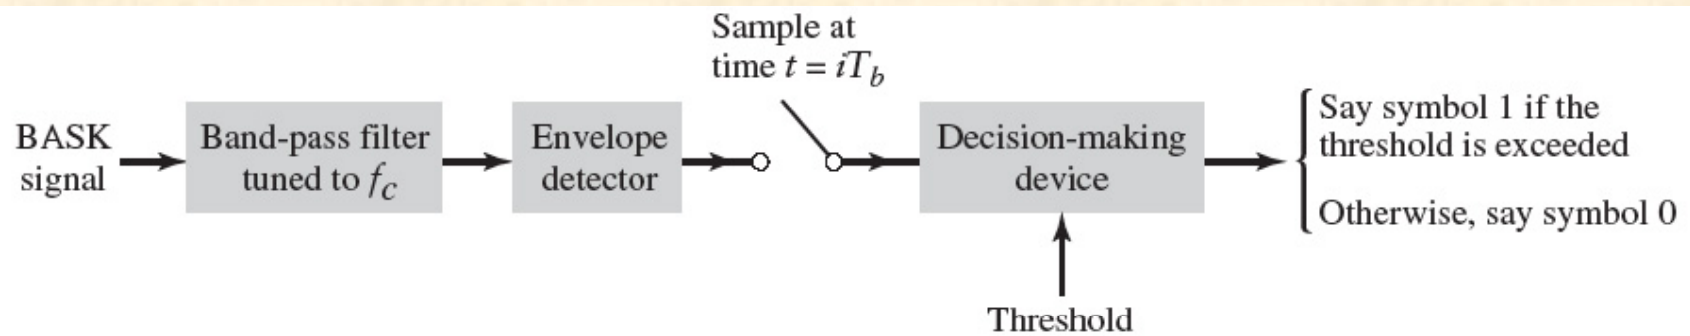 Sample at
time t = iT_b
BASK
signal
Band-pass filter
tuned to f_c
Envelope
detector
Decision-making
device
Say symbol 1 if the
threshold is exceeded
Otherwise, say symbol 0
Threshold